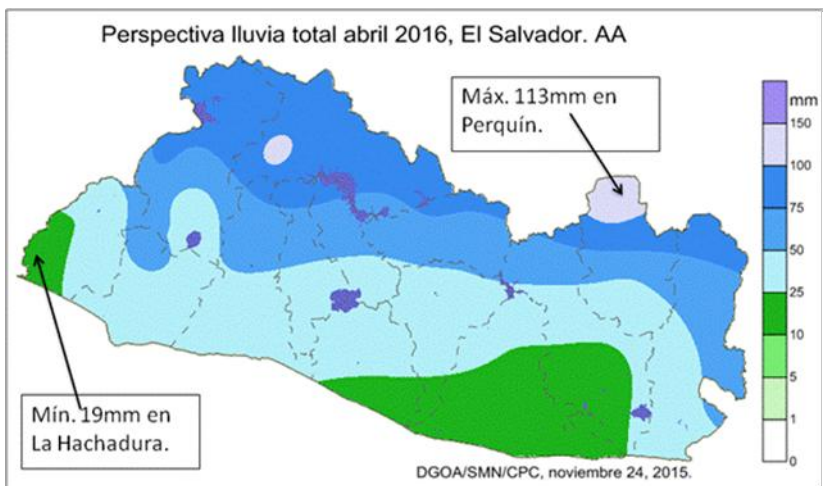 Perspectiva lluvia total abril 2016, El Salvador. AA
Máx. 113mm en
Perquín.
mm
150
100
75
50
25
10
5
1
0
Mín. 19mm en
La Hachadura.
DGOA/SMN/CPC, noviembre 24, 2015.